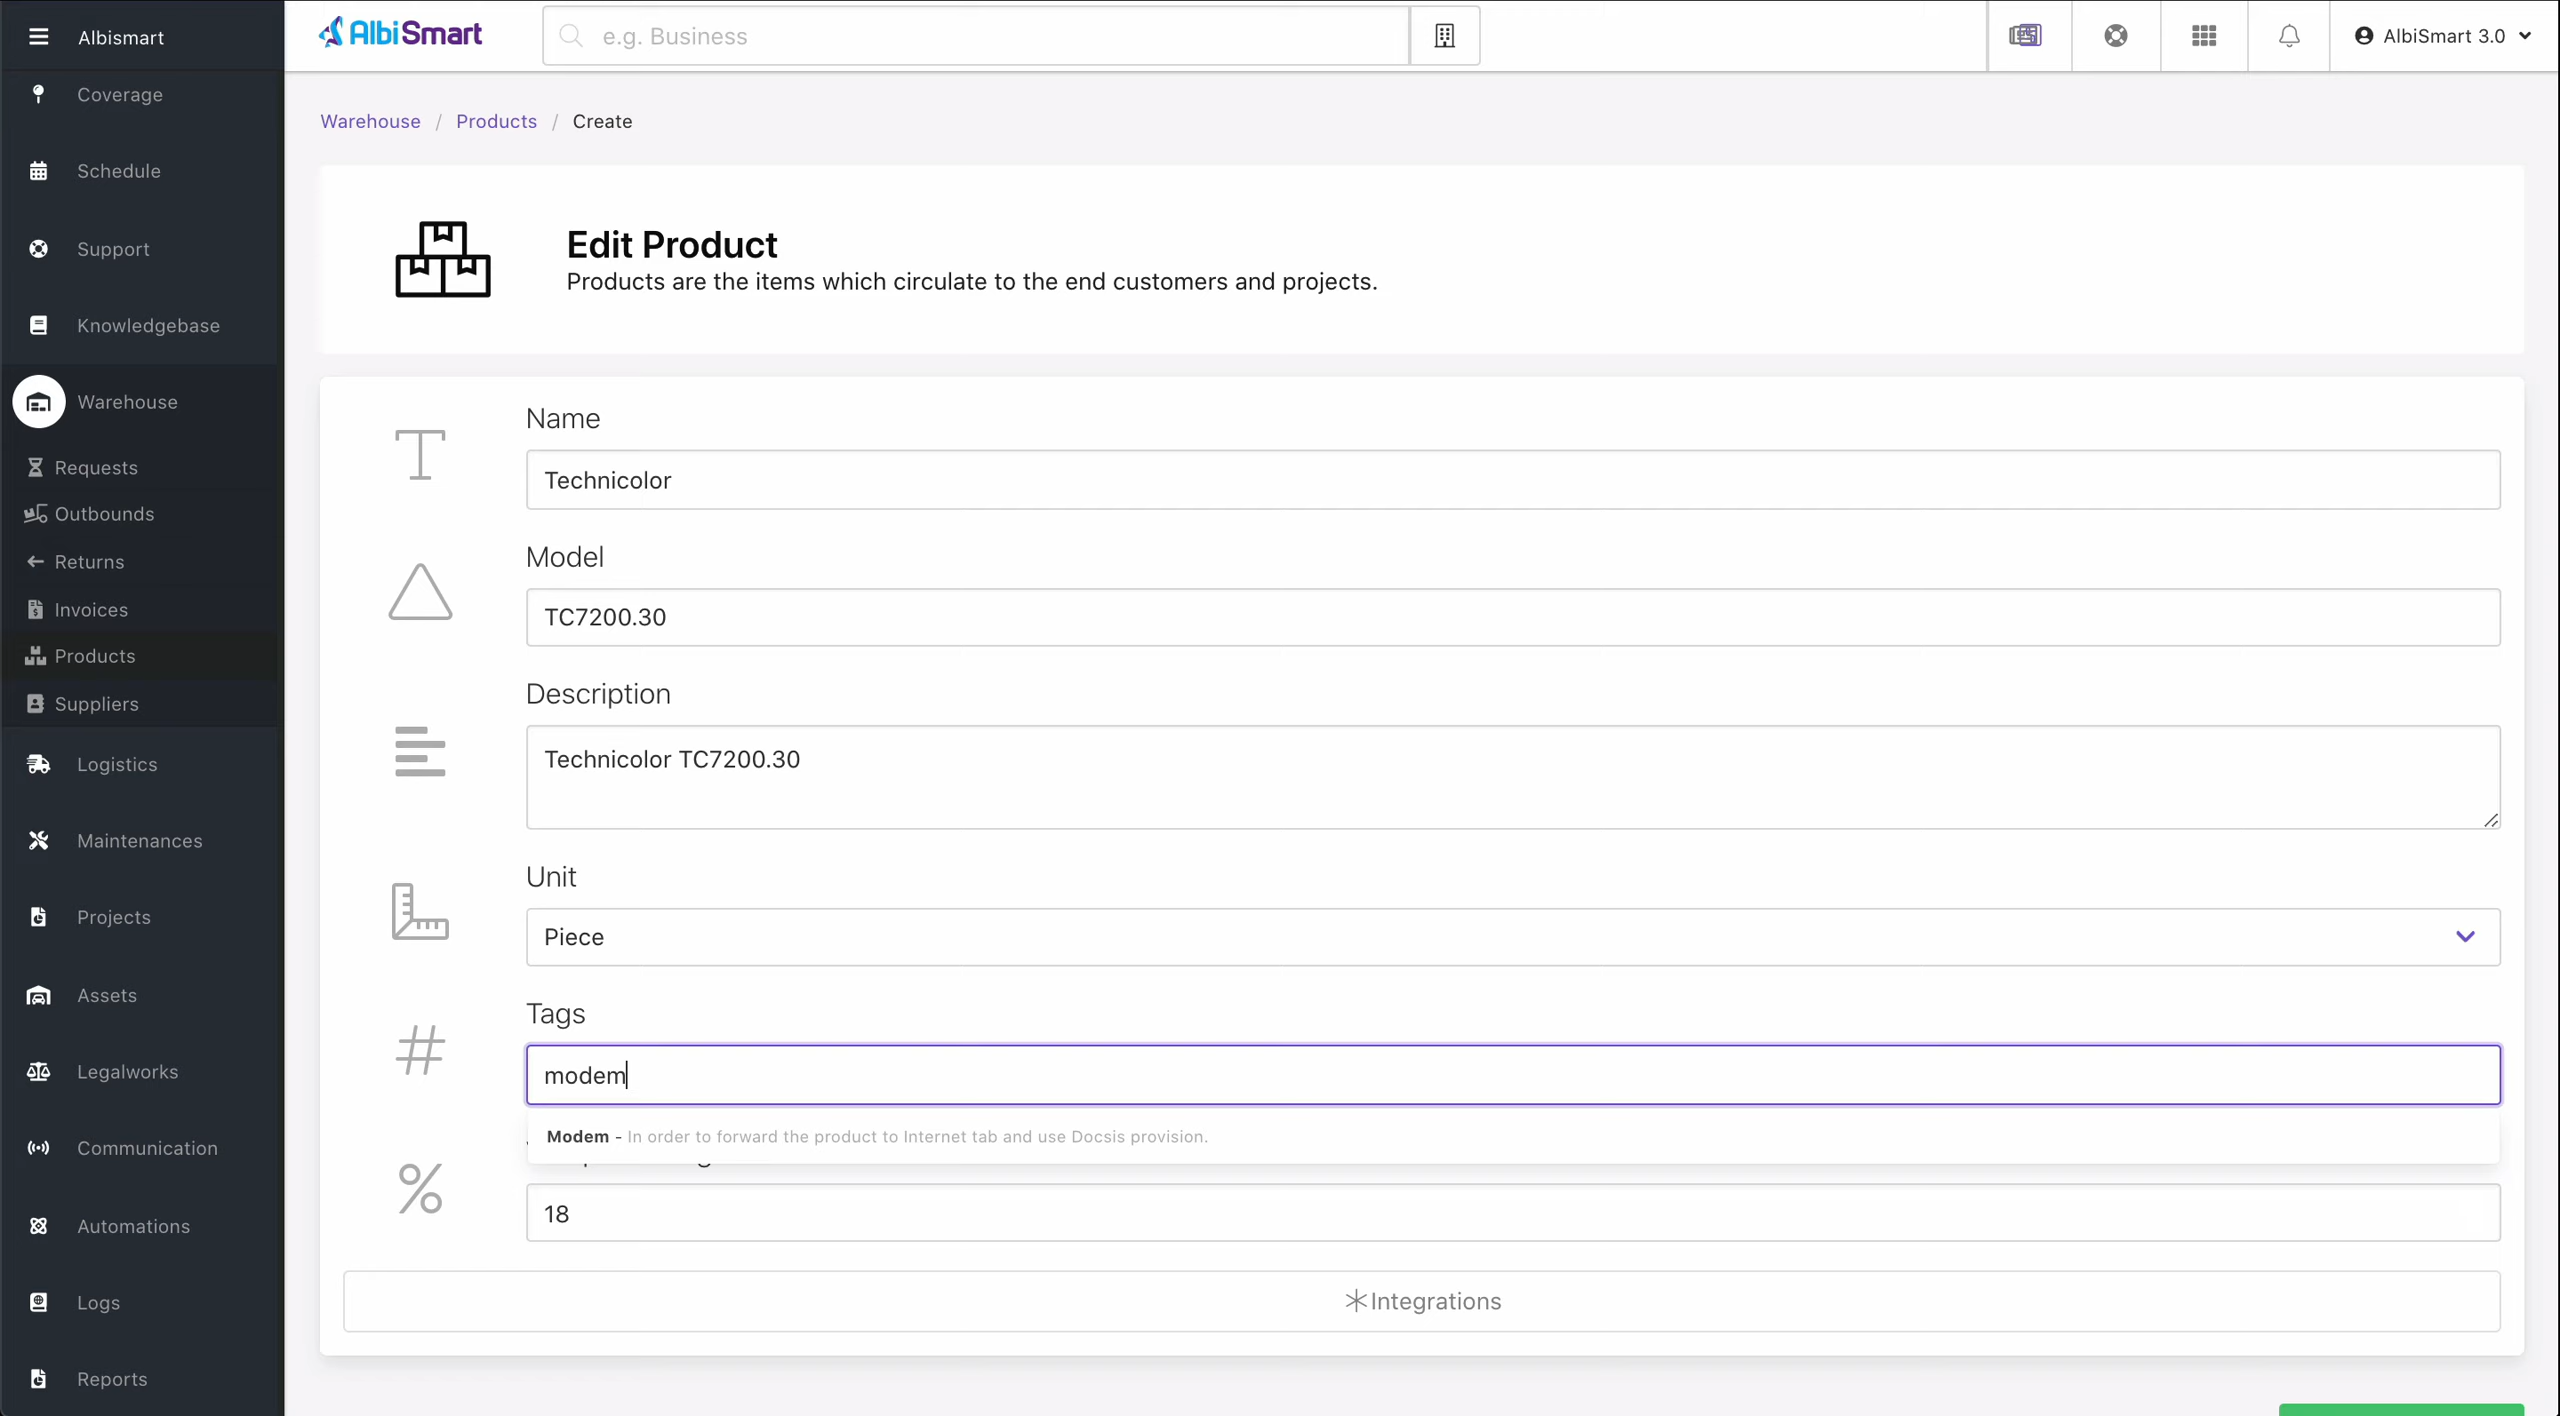 Albismart
AlbiSmart
e.g. Business
AlbiSmart 3.0
Coverage
Schedule
Support
Knowledgebase
Warehouse
Requests
Outbounds
Returns
Invoices
Products
Suppliers
Logistics
Maintenances
Projects
Assets
Legalworks
Communication
Automations
Logs
Reports
Warehouse / Products / Create
Edit Product
Products are the items which circulate to the end customers and projects.
Name
Technicolor
Model
TC7200.30
Description
Technicolor TC7200.30
Unit
Piece
Tags
modem
Modem - In order to forward the product to Internet tab and use Docsis provision.
18
Integrations